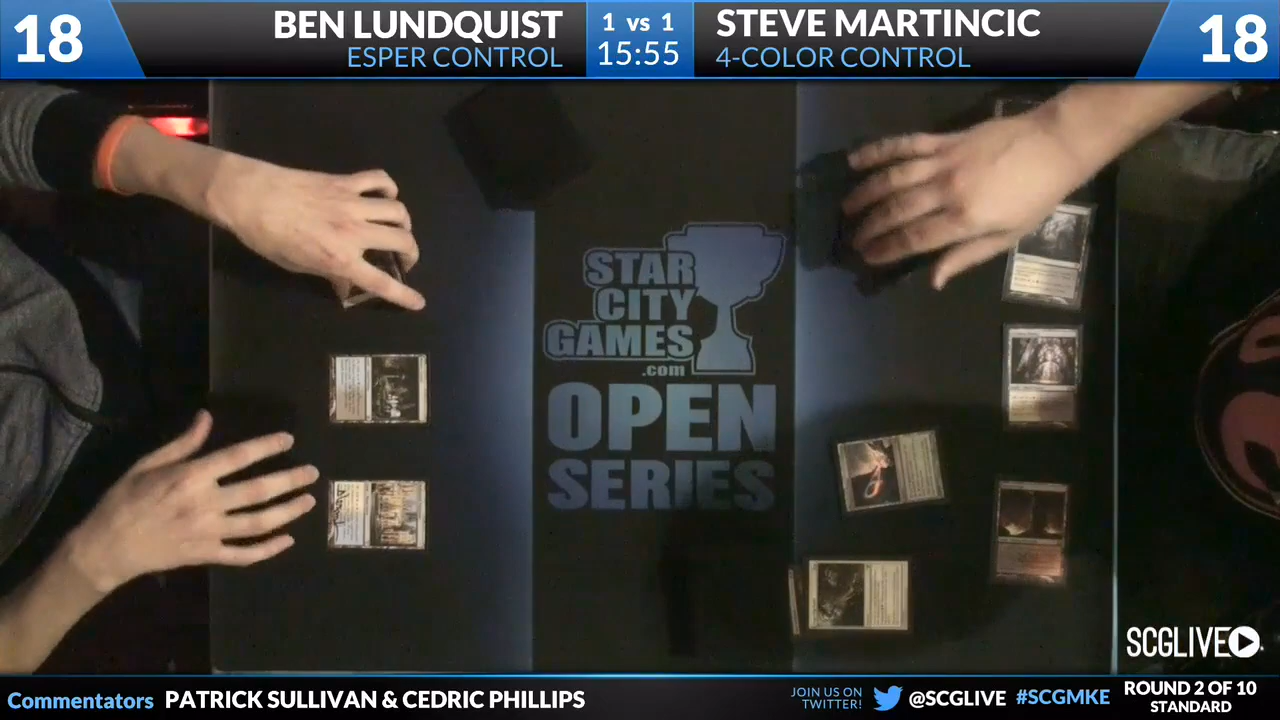 18
BEN LUNDQUIST
ESPER CONTROL
1 vs 1
15:55
STEVE MARTINCIC
4-COLOR CONTROL
18
STAR
CITY
GAMES
.com
OPEN
SERIES
SCGLIVE
Commentators PATRICK SULLIVAN & CEDRIC PHILLIPS
JOIN US ON
TWITTER!
@SCGLIVE #SCGMKE
ROUND 2 OF 10
STANDARD